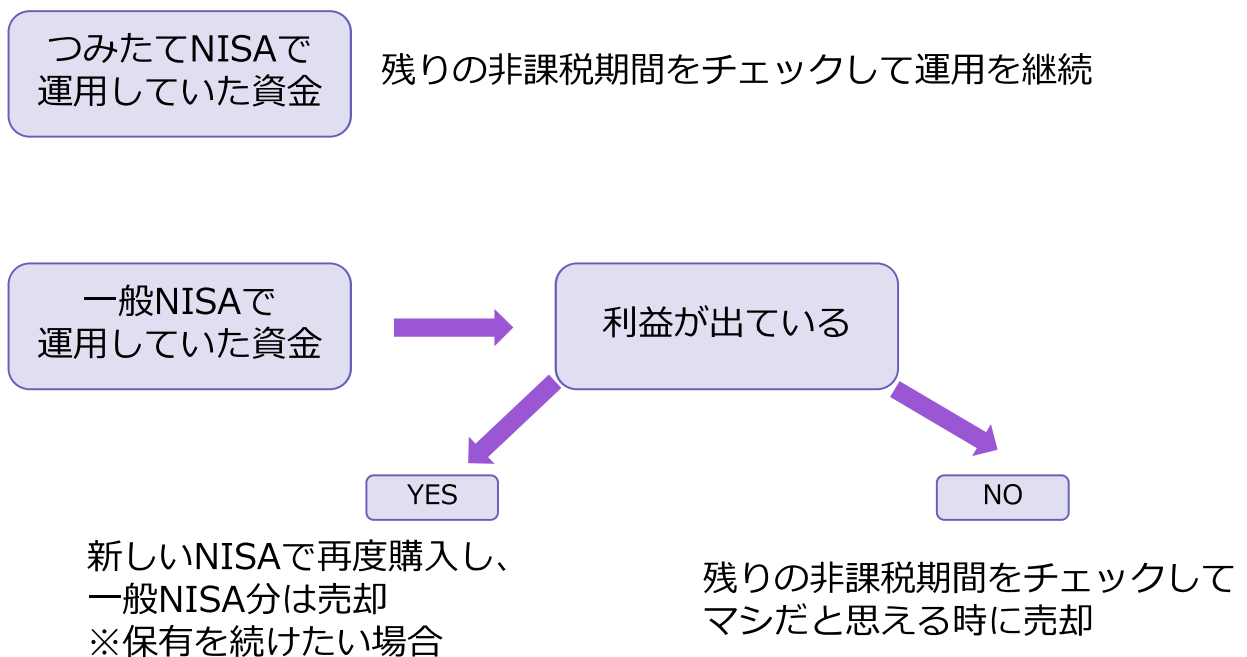 つみたてNISAで
運用していた資金
残りの非課税期間をチェックして運用を継続
一般NISAで
運用していた資金
利益が出ている
YES
NO
新しいNISAで再度購入し、
一般NISA分は売却
※保有を続けたい場合
残りの非課税期間をチェックして
マシだと思える時に売却